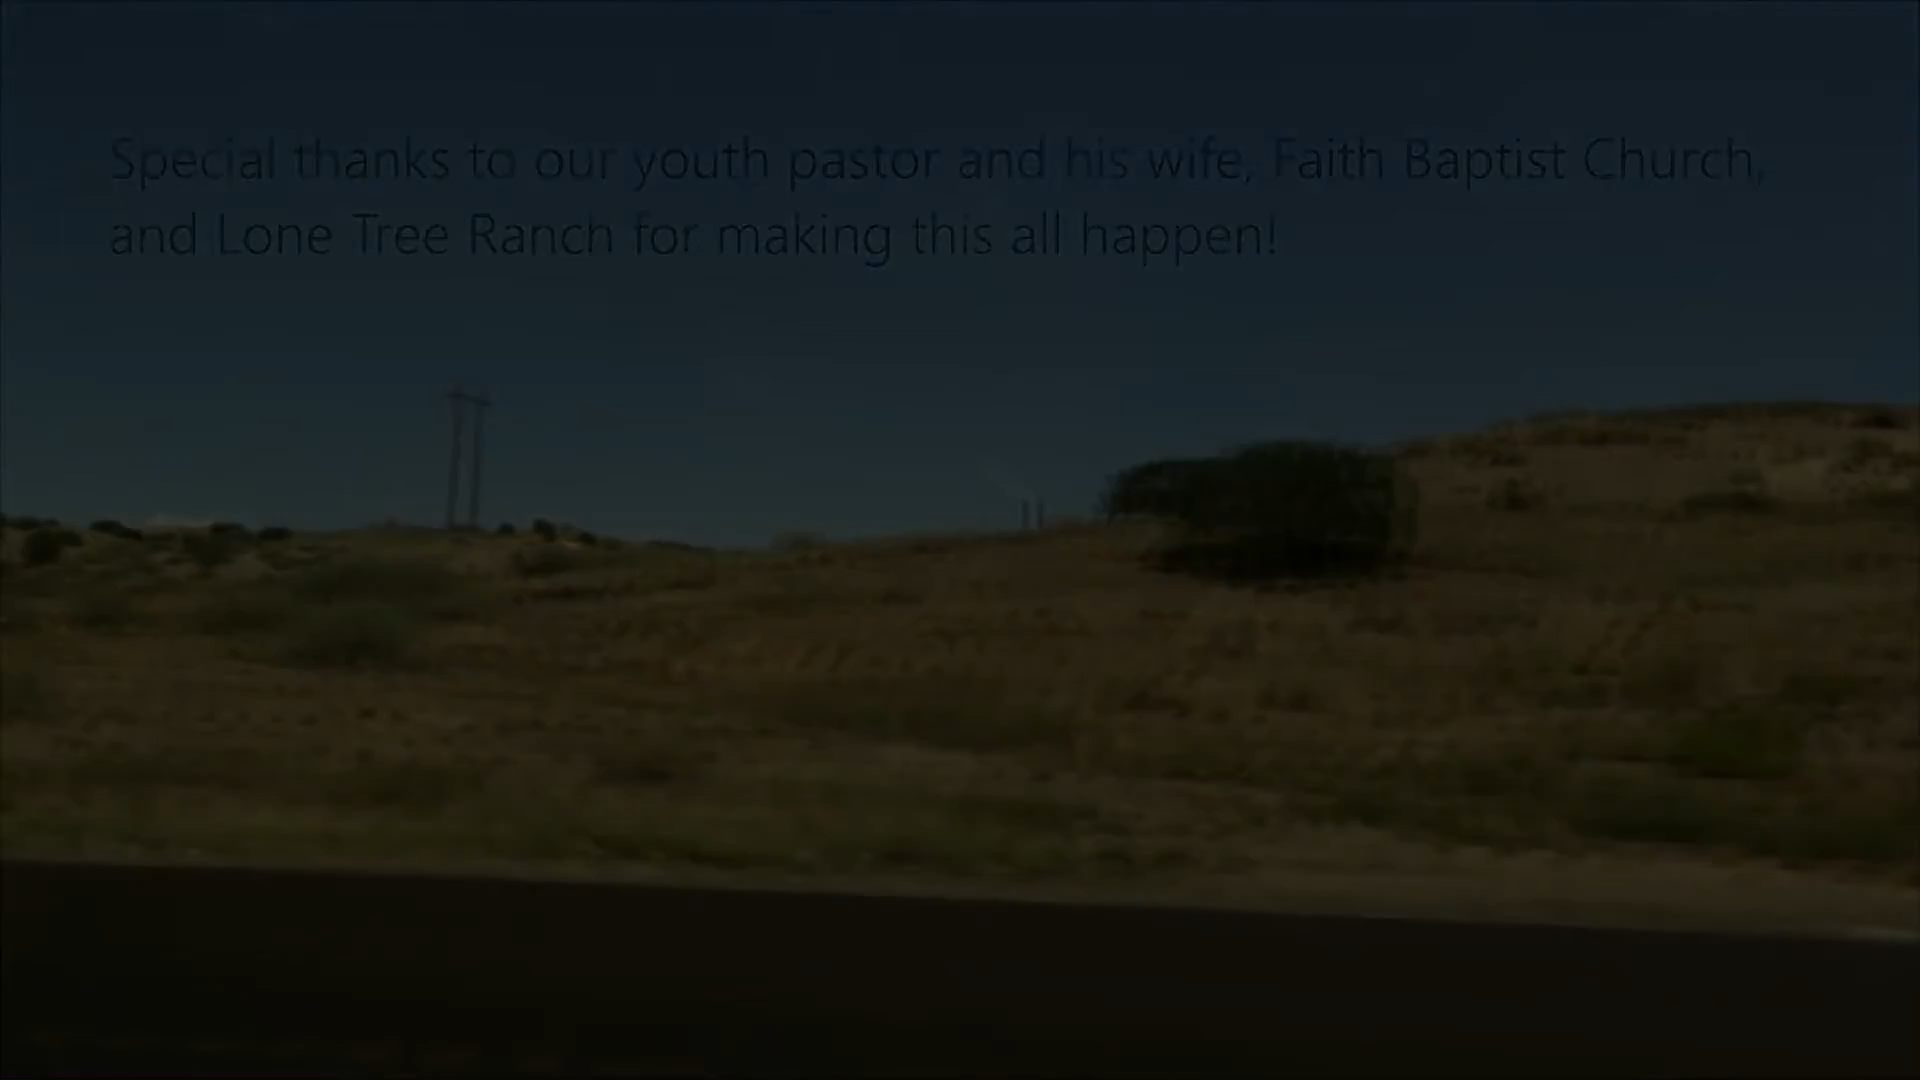 Special thanks to our youth pastor and his wife, Faith Baptist Church,
and Lone Tree Ranch for making this all happen!